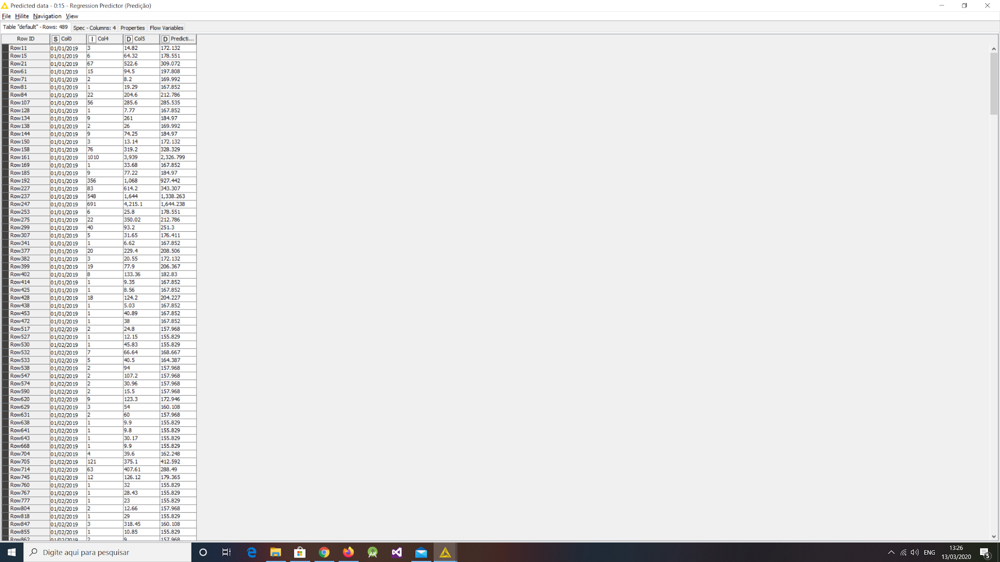 Predicted data - 0:15 - Regression Predictor (Predição)
File Hilite Navigation View
Table "default" - Rows: 489 Spec - Columns: 4 Properties Flow Variables
Row ID S Col0 I Col4 D Col5 D Predicti...
Row11 01/01/2019 3 14.82 172.132
Row15 01/01/2019 6 64.32 178.551
Row21 01/01/2019 67 522.6 309.072
Row61 01/01/2019 15 94.5 197.808
Row71 01/01/2019 2 8.2 169.992
Row81 01/01/2019 1 19.29 167.852
Row84 01/01/2019 22 204.6 212.786
Row107 01/01/2019 56 285.6 285.535
Row128 01/01/2019 1 7.77 167.852
Row134 01/01/2019 9 261 184.97
Row138 01/01/2019 2 26 169.992
Row144 01/01/2019 9 74.25 184.97
Row150 01/01/2019 3 13.14 172.132
Row158 01/01/2019 76 319.2 328.329
Row161 01/01/2019 1010 3,939 2,326.799
Row169 01/01/2019 1 33.68 167.852
Row185 01/01/2019 9 77.22 184.97
Row192 01/01/2019 356 1,068 927.442
Row227 01/01/2019 83 614.2 343.307
Row237 01/01/2019 548 1,644 1,338.263
Row247 01/01/2019 691 4,215.1 1,644.238
Row253 01/01/2019 6 25.8 178.551
Row275 01/01/2019 22 350.02 212.786
Row299 01/01/2019 40 93.2 251.3
Row307 01/01/2019 5 31.65 176.411
Row341 01/01/2019 1 6.62 167.852
Row377 01/01/2019 20 229.4 208.506
Row382 01/01/2019 3 20.55 172.132
Row399 01/01/2019 19 77.9 206.367
Row402 01/01/2019 8 133.36 182.83
Row414 01/01/2019 1 9.35 167.852
Row425 01/01/2019 1 8.56 167.852
Row428 01/01/2019 18 124.2 204.227
Row438 01/01/2019 1 5.03 167.852
Row453 01/01/2019 1 40.89 167.852
Row472 01/01/2019 1 38 167.852
Row517 01/02/2019 2 24.8 157.968
Row527 01/02/2019 1 12.15 155.829
Row530 01/02/2019 1 45.83 155.829
Row532 01/02/2019 7 66.64 168.667
Row533 01/02/2019 5 40.5 164.387
Row538 01/02/2019 2 94 157.968
Row547 01/02/2019 2 107.2 157.968
Row574 01/02/2019 2 30.96 157.968
Row590 01/02/2019 2 15.5 157.968
Row620 01/02/2019 9 123.3 172.946
Row629 01/02/2019 3 54 160.108
Row631 01/02/2019 2 60 157.968
Row638 01/02/2019 1 9.9 155.829
Row641 01/02/2019 1 9.8 155.829
Row643 01/02/2019 1 30.17 155.829
Row668 01/02/2019 1 9.9 155.829
Row704 01/02/2019 4 39.6 162.248
Row705 01/02/2019 121 375.1 412.592
Row714 01/02/2019 63 407.61 288.49
Row745 01/02/2019 12 126.12 179.365
Row760 01/02/2019 1 32 155.829
Row767 01/02/2019 1 28.43 155.829
Row777 01/02/2019 1 23 155.829
Row804 01/02/2019 2 12.66 157.968
Row818 01/02/2019 1 29 155.829
Row847 01/02/2019 3 318.45 160.108
Row855 01/02/2019 1 10.85 155.829
Row862 01/02/2019 2 9 157.968
Digite aqui para pesquisar
ENG
13:26
13/03/2020
5